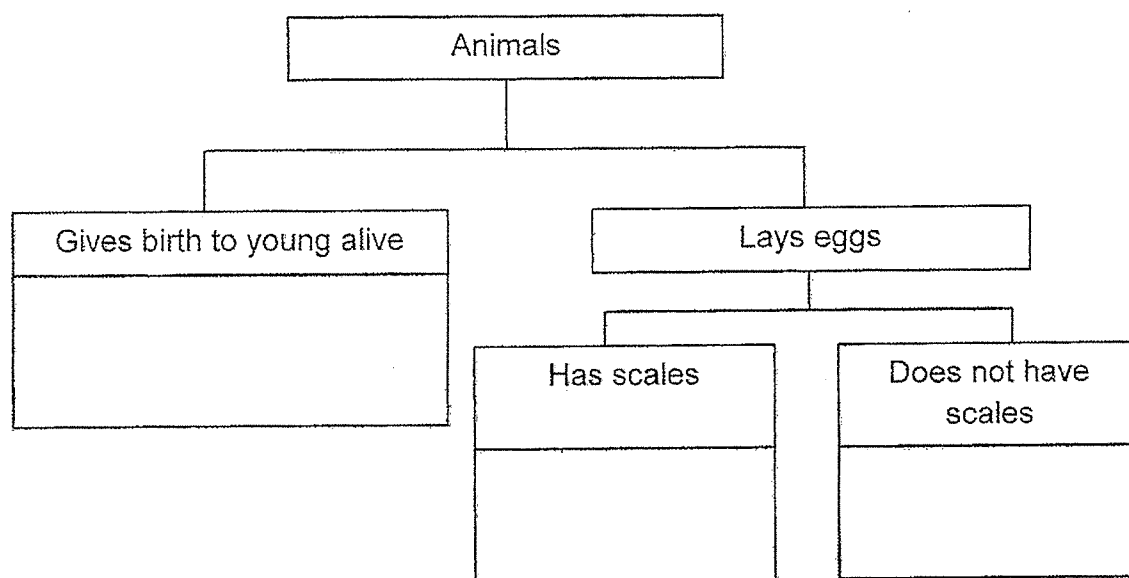 Animals
Gives birth to young alive
Lays eggs
Has scales
Does not have
scales